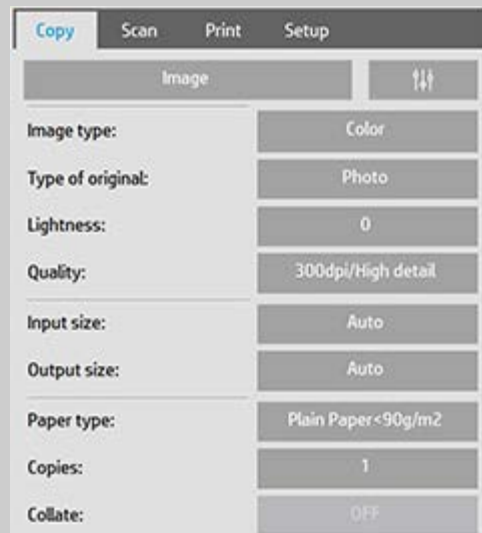 Copy Scan Print Setup
Image
Image type: Color
Type of original: Photo
Lightness: 0
Quality: 300dpi/High detail
Input size: Auto
Output size: Auto
Paper type: Plain Paper<90g/m2
Copies: 1
Collate: OFF